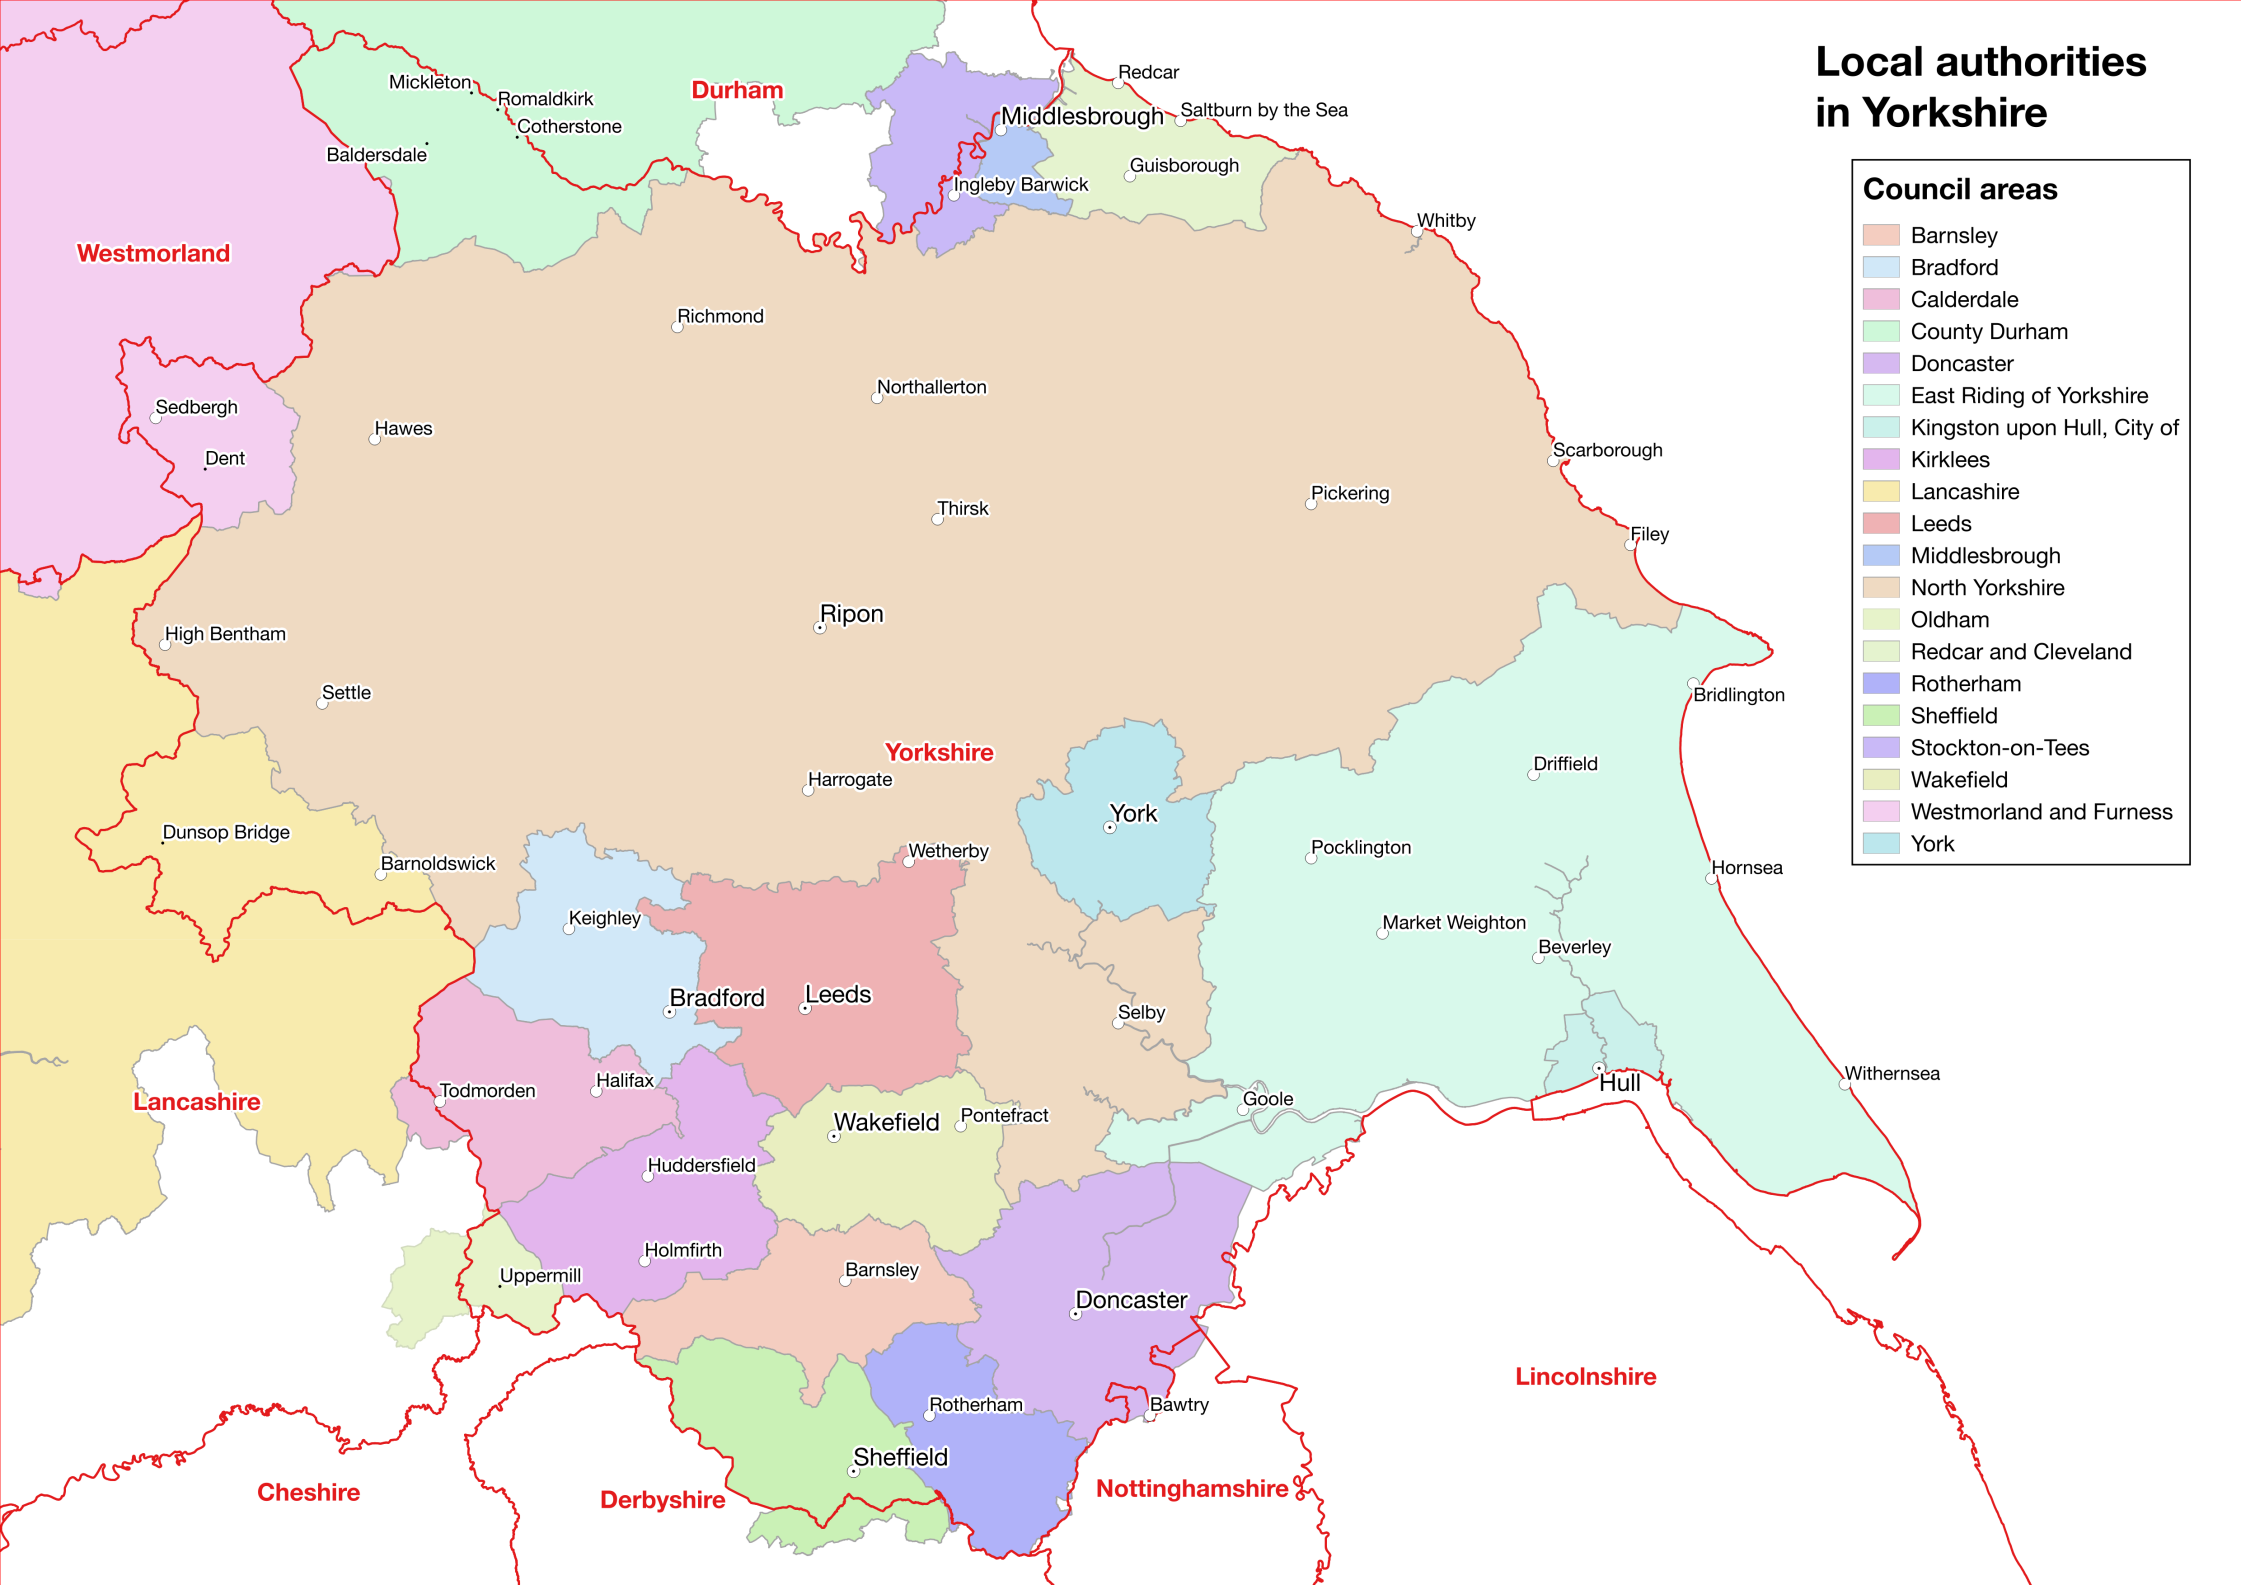 Local authorities
in Yorkshire
Council areas
Barnsley
Bradford
Calderdale
County Durham
Doncaster
East Riding of Yorkshire
Kingston upon Hull, City of
Kirklees
Lancashire
Leeds
Middlesbrough
North Yorkshire
Oldham
Redcar and Cleveland
Rotherham
Sheffield
Stockton-on-Tees
Wakefield
Westmorland and Furness
York
Redcar
Mickleton
Durham
Romaldkirk
Saltburn by the Sea
Middlesbrough
Cotherstone
Baldersdale
Guisborough
Ingleby Barwick
Whitby
Westmorland
Richmond
Northallerton
Sedbergh
Hawes
Scarborough
Dent
Pickering
Thirsk
Filey
Ripon
High Bentham
Settle
Bridlington
Yorkshire
Driffield
Harrogate
York
Dunsop Bridge
Pocklington
Wetherby
Barnoldswick
Hornsea
Keighley
Market Weighton
Beverley
Leeds
Bradford
Selby
Withernsea
Halifax
Hull
Todmorden
Goole
Lancashire
Pontefract
Wakefield
Huddersfield
Holmfirth
Barnsley
Uppermill
Doncaster
Lincolnshire
Rotherham
Bawtry
Sheffield
Nottinghamshire
Cheshire
Derbyshire